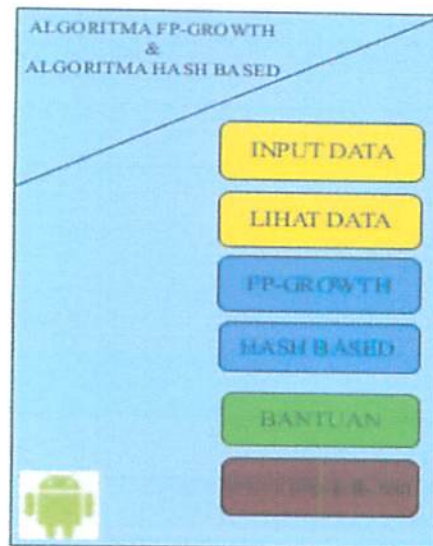 ALGORITMA FP-GROWTH
&
ALGORITMA HASH BASED
INPUT DATA
LIHAT DATA
FP-GROWTH
HASH BASED
BANTUAN